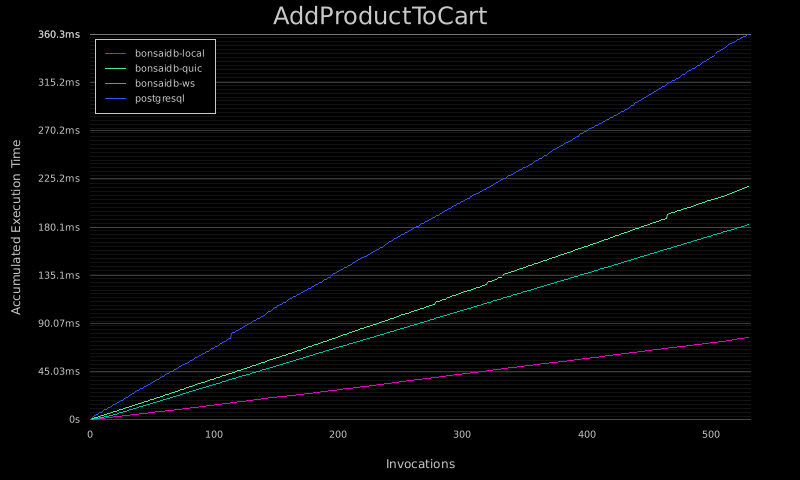 AddProductToCart
360.3ms
315.2ms
270.2ms
225.2ms
180.1ms
135.1ms
90.07ms
45.03ms
0s
bonsaidb-local
bonsaidb-quic
bonsaidb-ws
postgresql
Accumulated Execution Time
0 100 200 300 400 500
Invocations